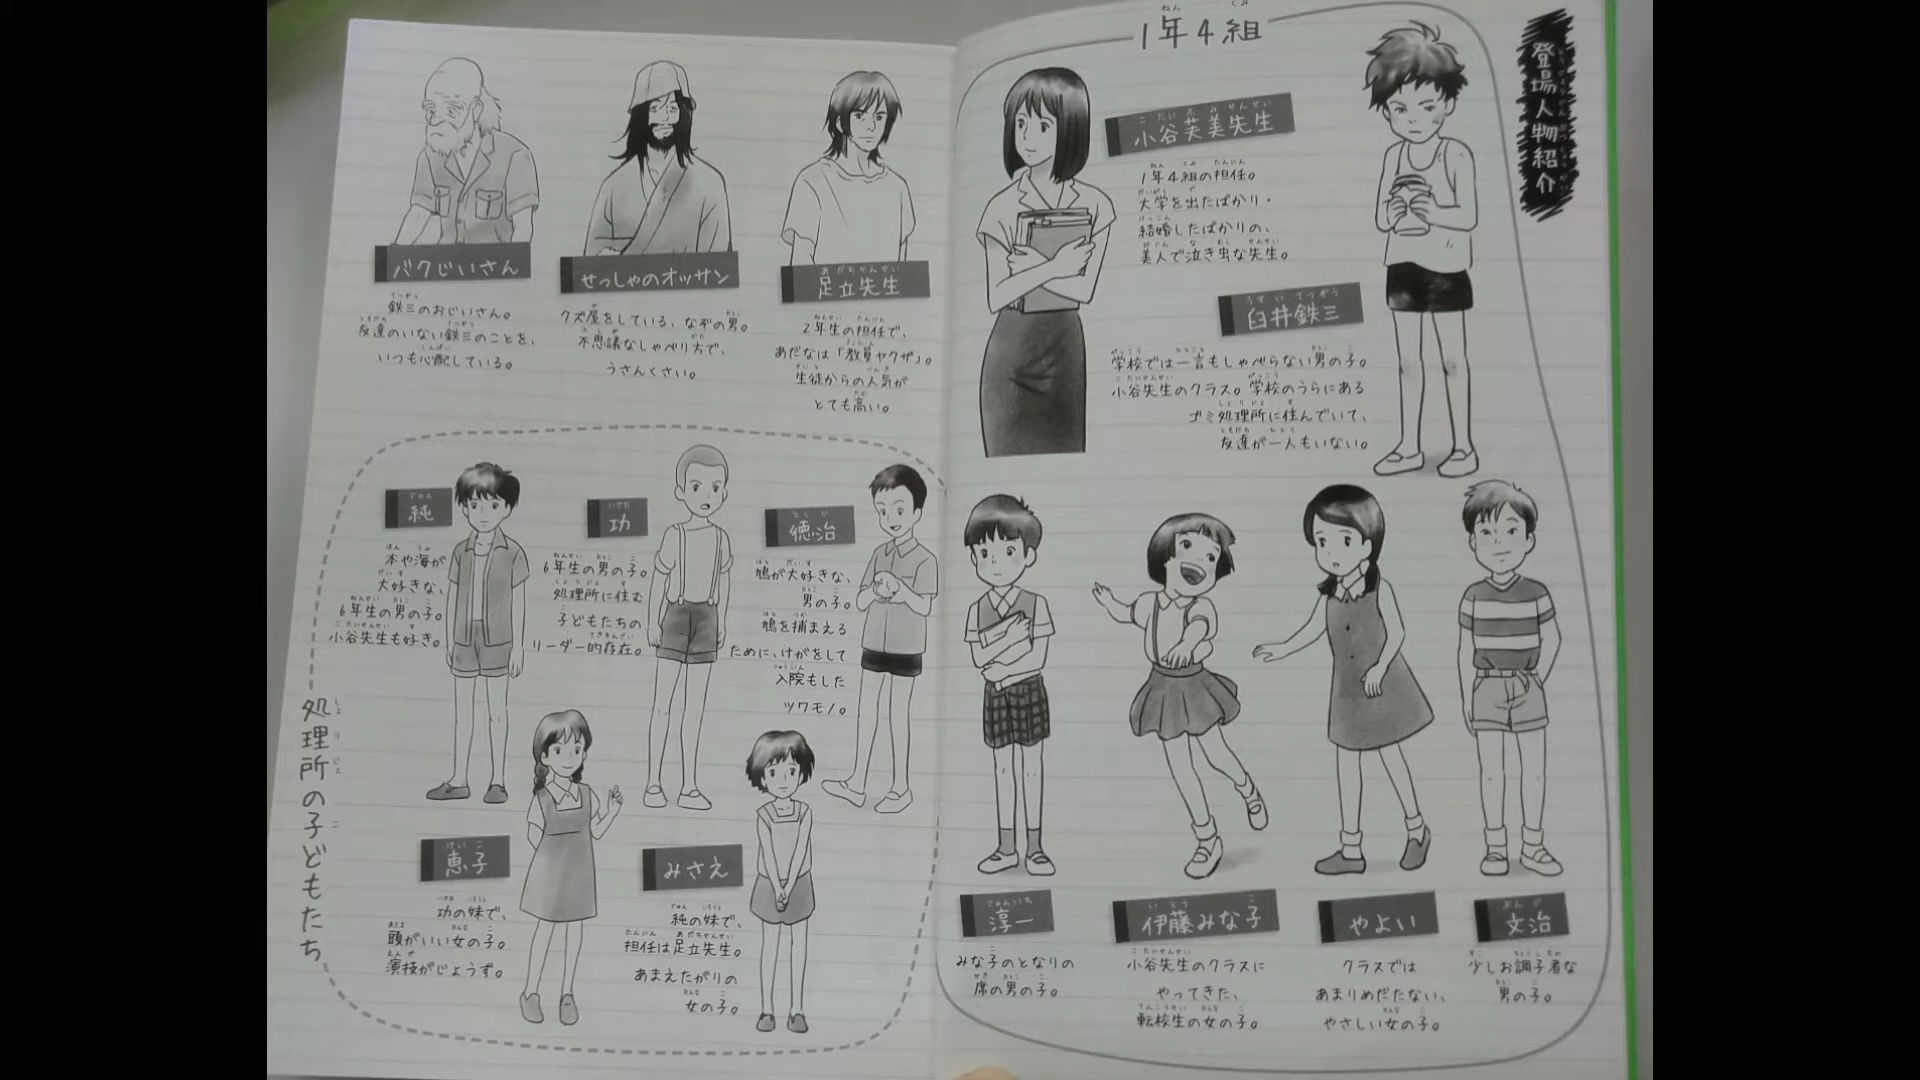 登場人物紹介
1年4組
小谷芙美先生
1年4組の担任。
大学を出たばかり・
結婚したばかりの、
美人で泣き虫な先生。
臼井鉄三
学校では一言もしゃべらない男の子。
小谷先生のクラス。学校のうらにある
ゴミ処理所に住んでいて、
友達が一人もいない。
淳一
みな子のとなりの
席の男の子。
伊藤みな子
小谷先生のクラスに
やってきた、
転校生の女の子。
やよい
クラスでは
あまりめだたない、
やさしい女の子。
文治
少しお調子者な
男の子。
バクじいさん
鉄三のおじいさん。
友達のいない鉄三のことを、
いつも心配している。
せっしゃのオッサン
クズ屋をしている、なぞの男。
不思議なしゃべり方で、
うさんくさい。
足立先生
2年生の担任で、
あだなは「教員ヤクザ」。
生徒からの人気が
とても高い。
処理所の子どもたち
純
本や海が
大好きな、
6年生の男の子。
小谷先生も好き。
功
6年生の男の子。
処理所に住む
子どもたちの
リーダー的存在。
徳治
鳩が大好きな、
男の子。
鳩を捕まえる
ために、けがをして
入院もした
ツワモノ。
恵子
功の妹で、
頭がいい女の子。
演技がじょうず。
みさえ
純の妹で、
担任は足立先生。
あまえたがりの
女の子。